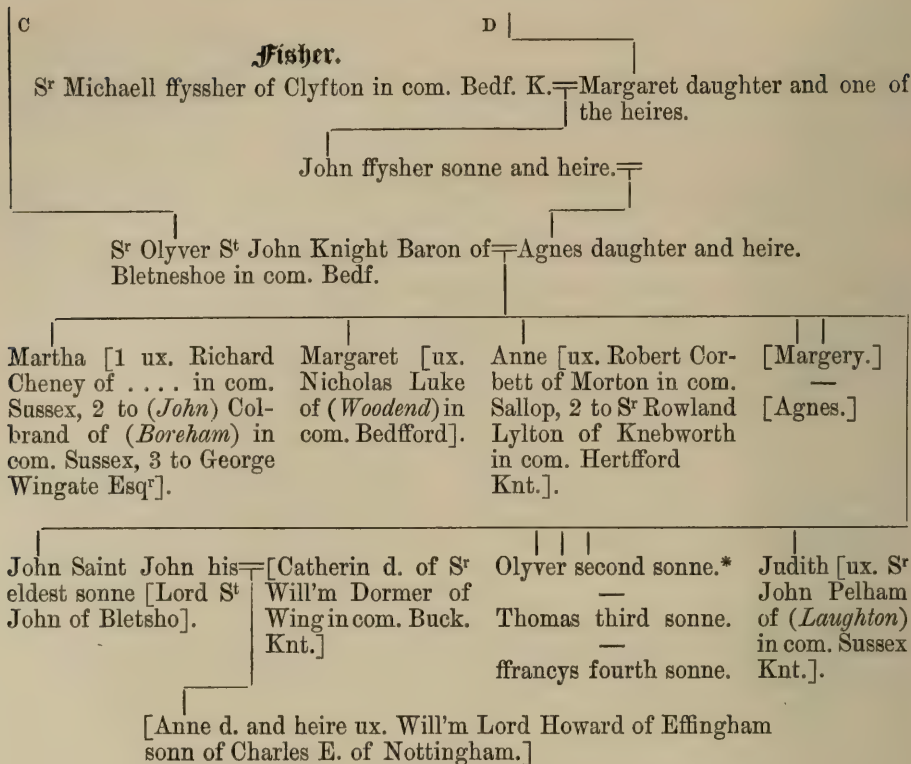 C
D
Fisher.
Sr Michaell ffyssher of Clyfton in com. Bedf. K.
Margaret daughter and one of
the heires.
John ffysher sonne and heire.
Sr Olyver St John Knight Baron of
Bletneshoe in com. Bedf.
Agnes daughter and heire.
Martha [1 ux. Richard
Cheney of .... in com.
Sussex, 2 to (John) Col-
brand of (Boreham) in
com. Sussex, 3 to George
Wingate Esqr].
Margaret [ux.
Nicholas Luke
of (Woodend) in
com. Bedfford].
Anne [ux. Robert Cor-
bett of Morton in com.
Sallop, 2 to Sr Rowland
Lylton of Knebworth
in com. Hertfford
Knt.].
[Margery.]
—
[Agnes.]
John Saint John his
eldest sonne [Lord St
John of Bletsho].
[Catherin d. of Sr
Will'm Dormer of
Wing in com. Buck.
Knt.]
Olyver second sonne.*
—
Thomas third sonne.
—
ffrancys fourth sonne.
Judith [ux. Sr
John Pelham
of (Laughton)
in com. Sussex
Knt.].
[Anne d. and heire ux. Will'm Lord Howard of Effingham
sonn of Charles E. of Nottingham.]